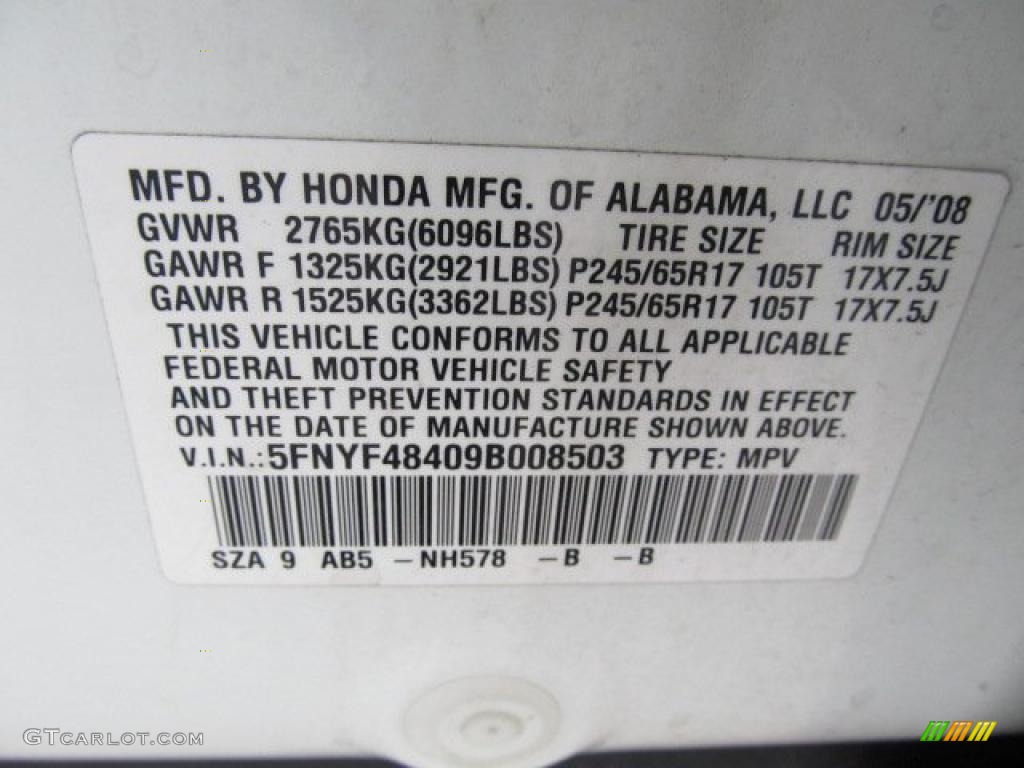 MFD. BY HONDA MFG. OF ALABAMA, LLC 05/'08
GVWR 2765KG(6096LBS) TIRE SIZE RIM SIZE
GAWR F 1325KG(2921LBS) P245/65R17 105T 17X7.5J
GAWR R 1525KG(3362LBS) P245/65R17 105T 17X7.5J
THIS VEHICLE CONFORMS TO ALL APPLICABLE
FEDERAL MOTOR VEHICLE SAFETY
AND THEFT PREVENTION STANDARDS IN EFFECT
ON THE DATE OF MANUFACTURE SHOWN ABOVE.
V.I.N.:5FNYF48409B008503 TYPE: MPV
SZA 9 AB5 -NH578 -B -B
GTCARLOT.COM